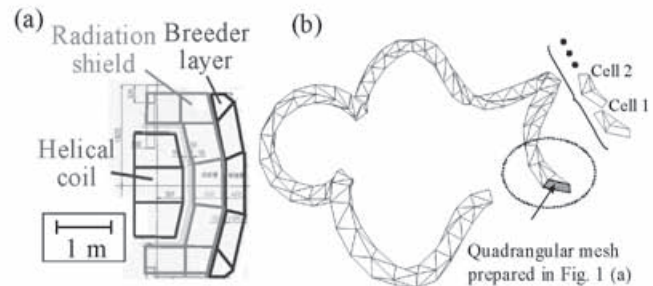 (a)
Radiation
shield
Breeder
layer
Helical
coil
1 m
(b)
Cell 2
Cell 1
Quadrangular mesh
prepared in Fig. 1 (a)